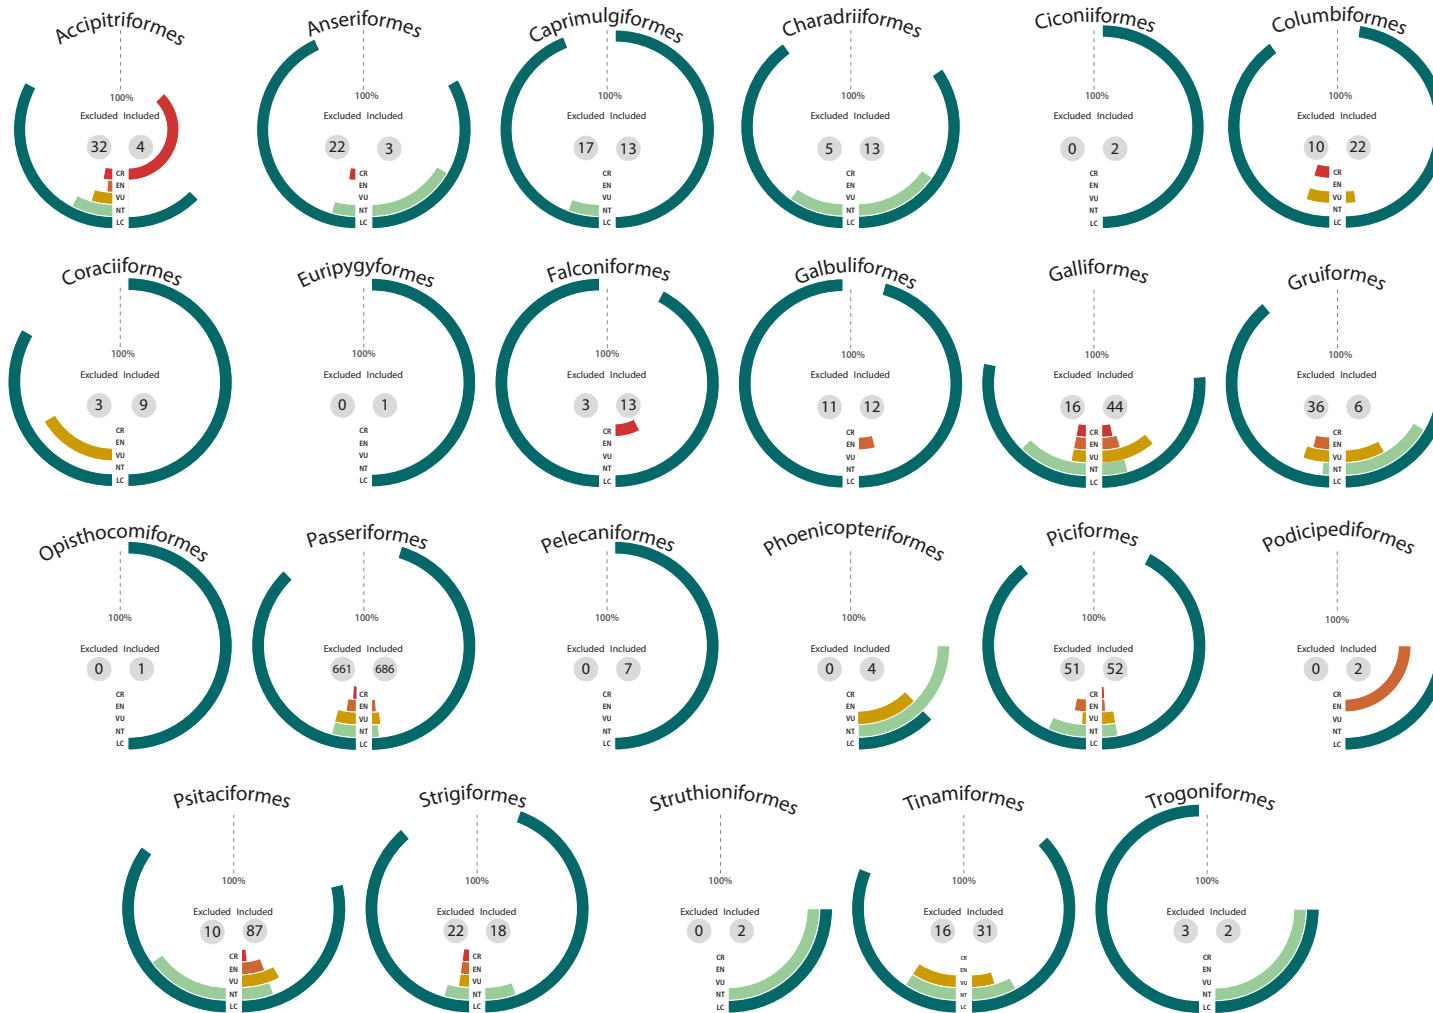 Accipitriformes
100%
Excluded Included
32 4
CR
EN
VU
NT
LC
Anseriformes
100%
Excluded Included
22 3
CR
EN
VU
NT
LC
Caprimulgiformes
100%
Excluded Included
17 13
CR
EN
VU
NT
LC
Charadriiformes
100%
Excluded Included
5 13
CR
EN
VU
NT
LC
Ciconiiformes
100%
Excluded Included
0 2
CR
EN
VU
NT
LC
Columbiformes
100%
Excluded Included
10 22
CR
EN
VU
NT
LC
Coraciiformes
100%
Excluded Included
3 9
CR
EN
VU
NT
LC
Euripygyformes
100%
Excluded Included
0 1
CR
EN
VU
NT
LC
Falconiformes
100%
Excluded Included
3 13
CR
EN
VU
NT
LC
Galbuliformes
100%
Excluded Included
11 12
CR
EN
VU
NT
LC
Galliformes
100%
Excluded Included
16 44
CR
EN
VU
NT
LC
Gruiformes
100%
Excluded Included
36 6
CR
EN
VU
NT
LC
Opisthocomiformes
100%
Excluded Included
0 1
CR
EN
VU
NT
LC
Passeriformes
100%
Excluded Included
661 686
CR
EN
VU
NT
LC
Pelecaniformes
100%
Excluded Included
0 7
CR
EN
VU
NT
LC
Phoenicopteriformes
100%
Excluded Included
0 4
CR
EN
VU
NT
LC
Piciformes
100%
Excluded Included
51 52
CR
EN
VU
NT
LC
Podicipediformes
100%
Excluded Included
0 2
CR
EN
VU
NT
LC
Psitaciformes
100%
Excluded Included
10 87
CR
EN
VU
NT
LC
Strigiformes
100%
Excluded Included
22 18
CR
EN
VU
NT
LC
Struthioniformes
100%
Excluded Included
0 2
CR
EN
VU
NT
LC
Tinamiformes
100%
Excluded Included
16 31
CR
EN
VU
NT
LC
Trogoniformes
100%
Excluded Included
3 2
CR
EN
VU
NT
LC